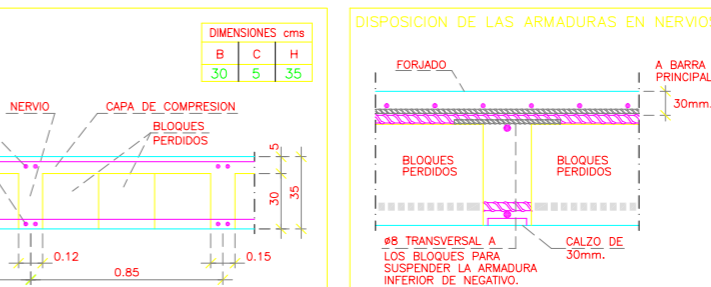 DIMENSIONES cms
B C H
30 5 35
NERVIO
CAPA DE COMPRESION
BLOQUES
PERDIDOS
5
30
35
0.12
0.15
0.85
DISPOSICION DE LAS ARMADURAS EN NERVIOS
FORJADO
A BARRA
PRINCIPAL
30mm.
BLOQUES
PERDIDOS
BLOQUES
PERDIDOS
ø8 TRANSVERSAL A
LOS BLOQUES PARA
SUSPENDER LA ARMADURA
INFERIOR DE NEGATIVO.
CALZO DE
30mm.